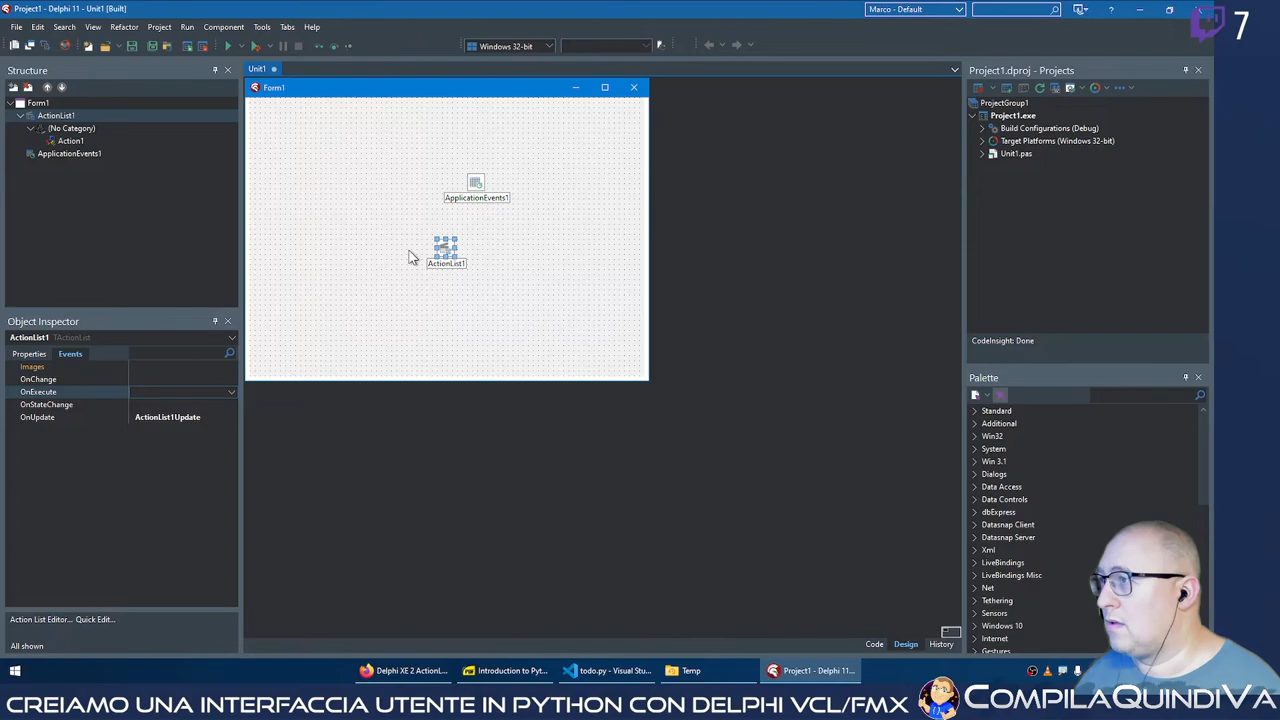 Project1 - Delphi 11 - Unit1 [Built]
Marco - Default
?
7
File Edit Search View Refactor Project Run Component Tools Tabs Help
Windows 32-bit
Structure
Form1
ActionList1
(No Category)
Action1
ApplicationEvents1
Unit1
Form1
ApplicationEvents1
ActionList1
Project1.dproj - Projects
ProjectGroup1
Project1.exe
Build Configurations (Debug)
Target Platforms (Windows 32-bit)
Unit1.pas
CodeInsight: Done
Object Inspector
ActionList1 TActionList
Properties Events
Images
OnChange
OnExecute
OnStateChange
OnUpdate ActionList1Update
Action List Editor... Quick Edit...
All shown
Palette
Standard
Additional
Win32
System
Win 3.1
Dialogs
Data Access
Data Controls
dbExpress
Datasnap Client
Datasnap Server
Xml
LiveBindings
LiveBindings Misc
Net
Tethering
Sensors
Windows 10
Internet
Gestures
Code Design History
Delphi XE 2 ActionL...
Introduction to Pyt...
todo.py - Visual Stu...
Temp
Project1 - Delphi 11...
CREIAMO UNA INTERFACCIA UTENTE IN PYTHON CON DELPHI VCL/FMX
COMPILAQUINDIVA